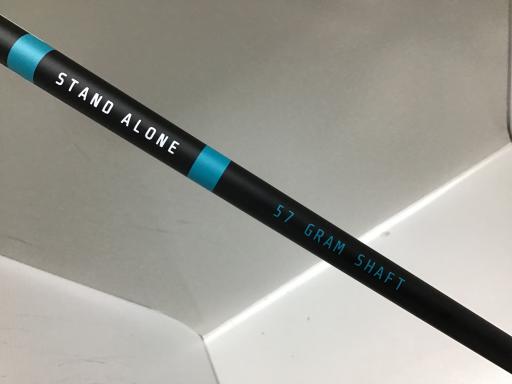 STAND ALONE
57 GRAM SHAFT